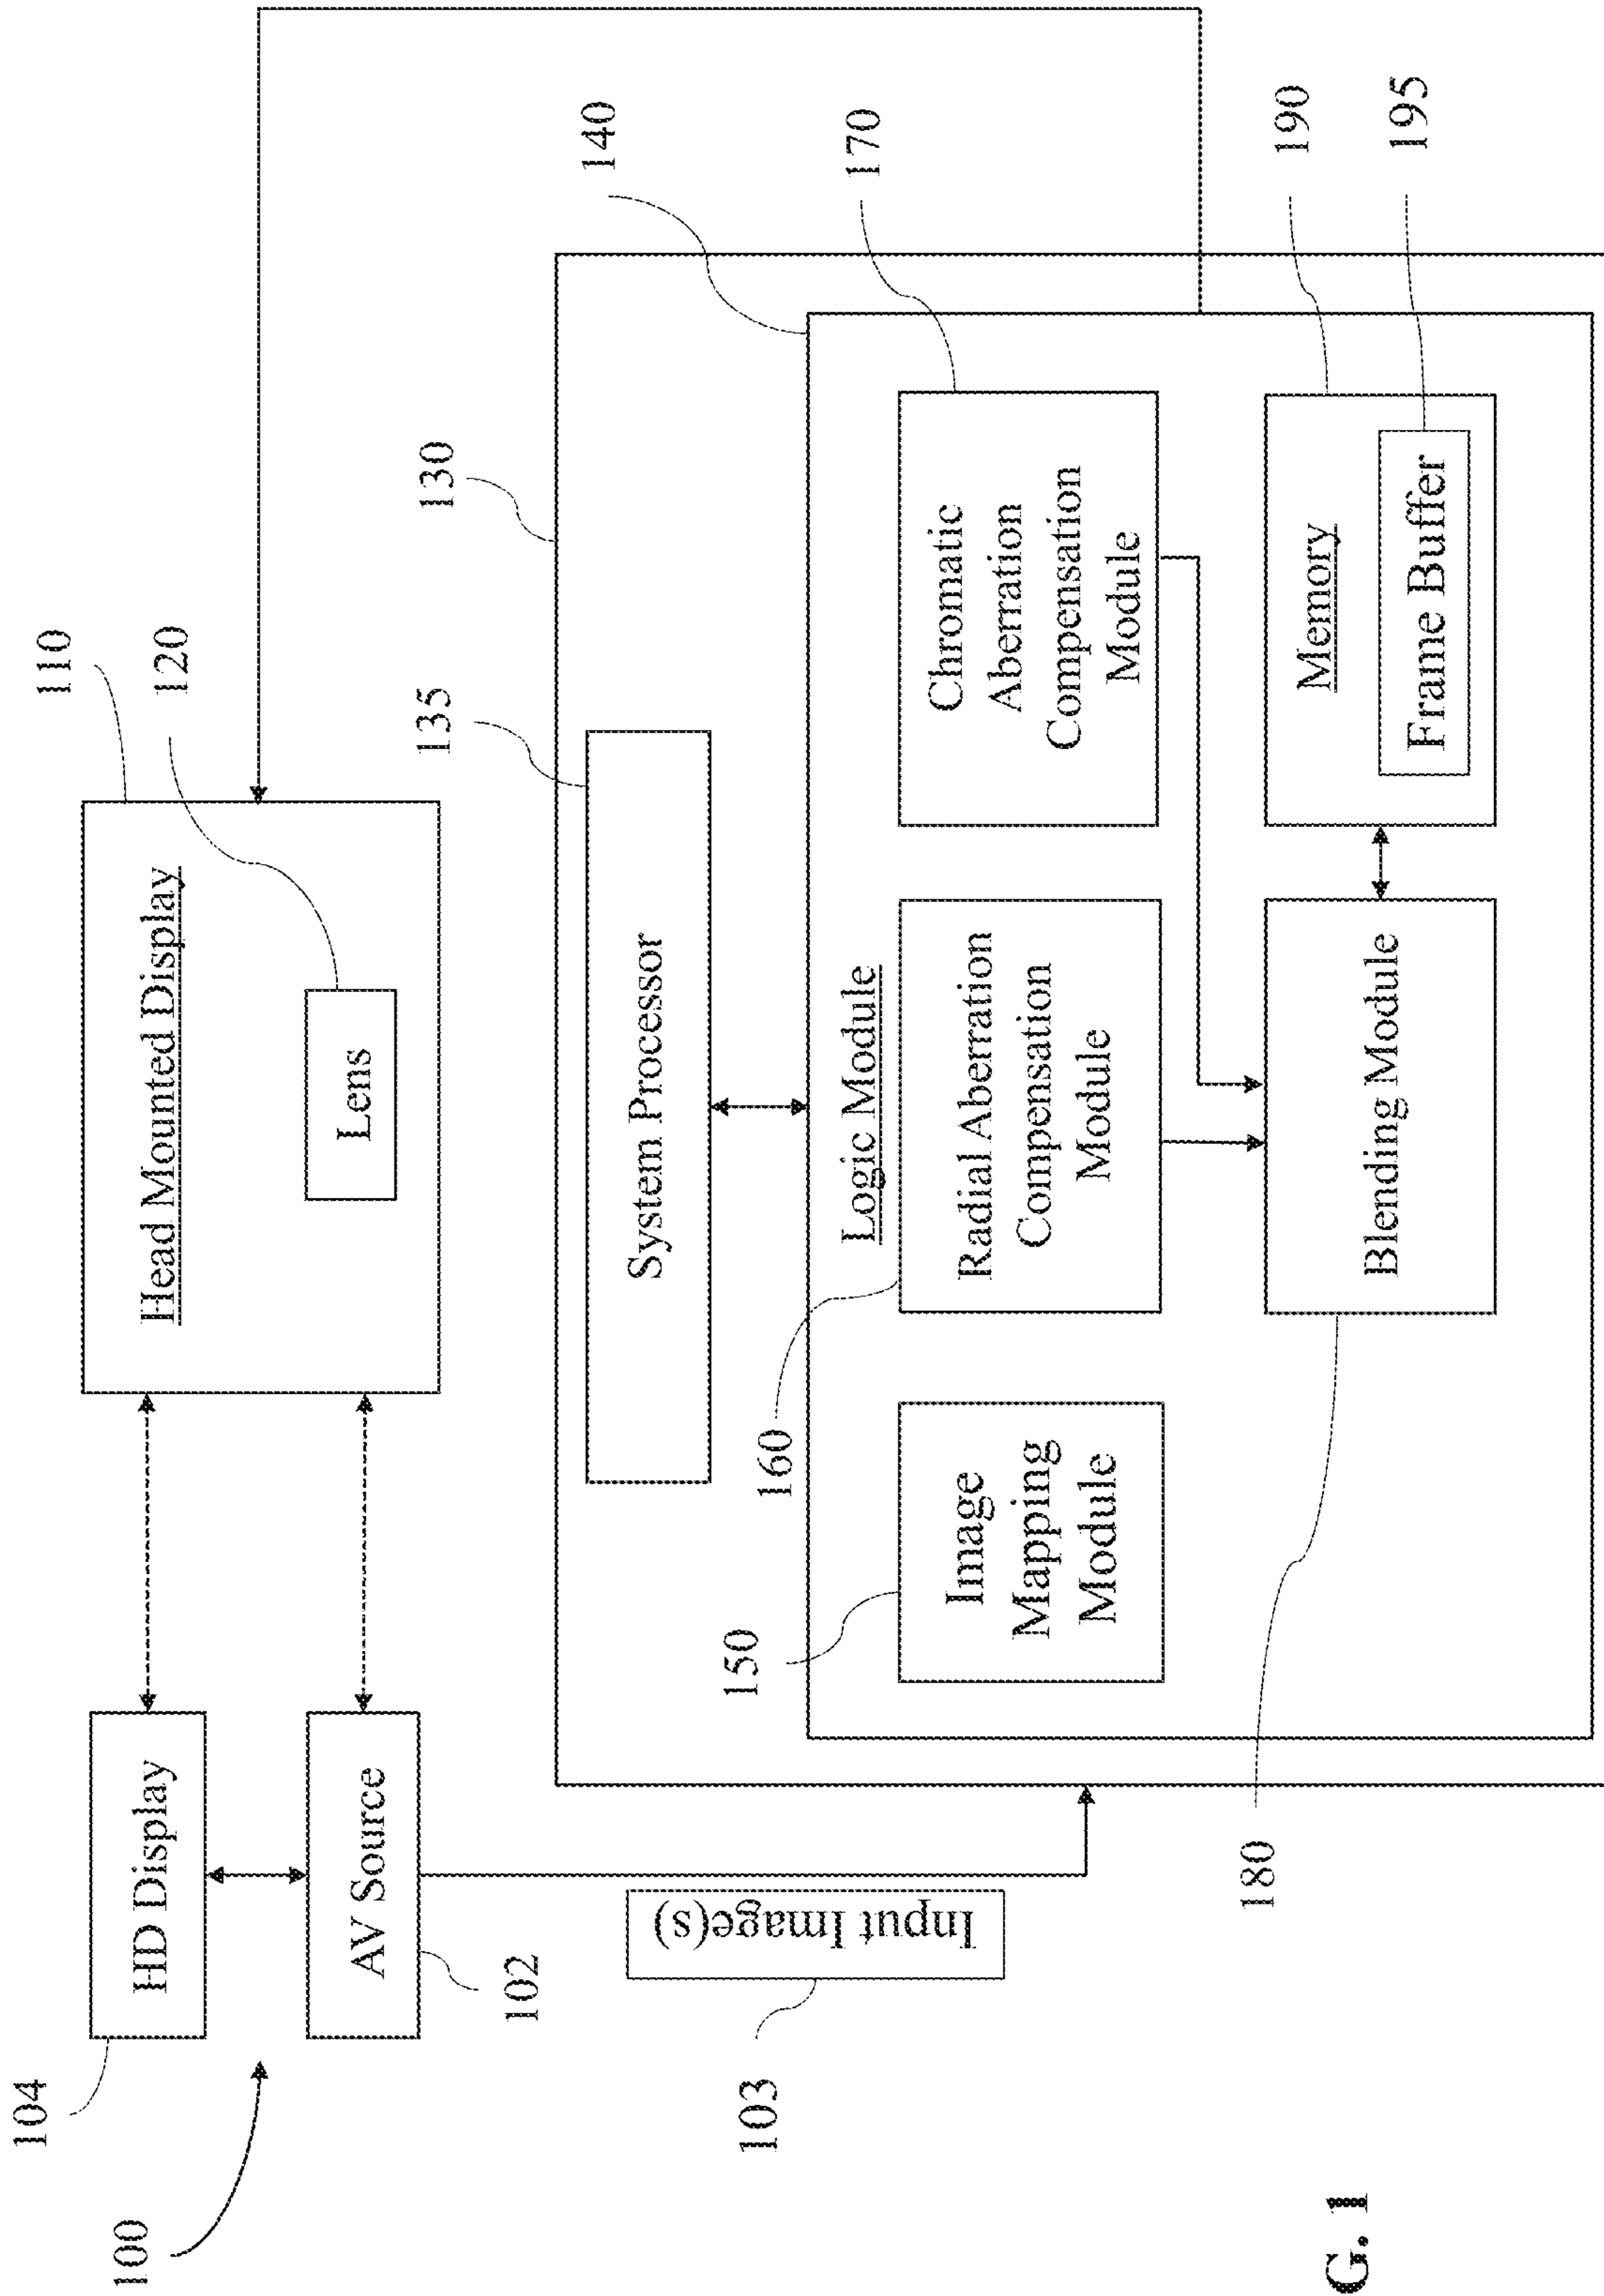 100
104
HD Display
AV Source
102
Input Image(s)
103
Head Mounted Display
110
Lens
120
130
System Processor
135
Logic Module
140
150
Image
Mapping
Module
160
Radial Aberration
Compensation
Module
Chromatic
Aberration
Compensation
Module
170
180
Blending Module
Memory
190
Frame Buffer
195
G. 1